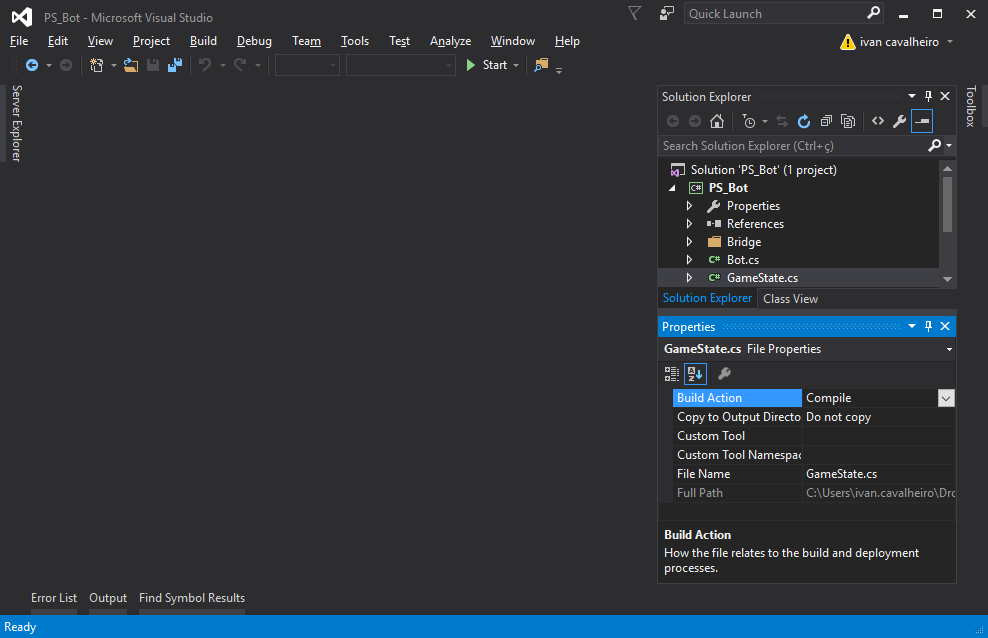 PS_Bot - Microsoft Visual Studio
Quick Launch
File Edit View Project Build Debug Team Tools Test Analyze Window Help
ivan cavalheiro
Start
Server Explorer
Toolbox
Solution Explorer
Search Solution Explorer (Ctrl+ç)
Solution 'PS_Bot' (1 project)
C# PS_Bot
Properties
References
Bridge
C# Bot.cs
C# GameState.cs
Solution Explorer Class View
Properties
GameState.cs File Properties
Build Action Compile
Copy to Output Directo Do not copy
Custom Tool
Custom Tool Namespac
File Name GameState.cs
Full Path C:\Users\ivan.cavalheiro\Drc
Build Action
How the file relates to the build and deployment
processes.
Error List Output Find Symbol Results
Ready